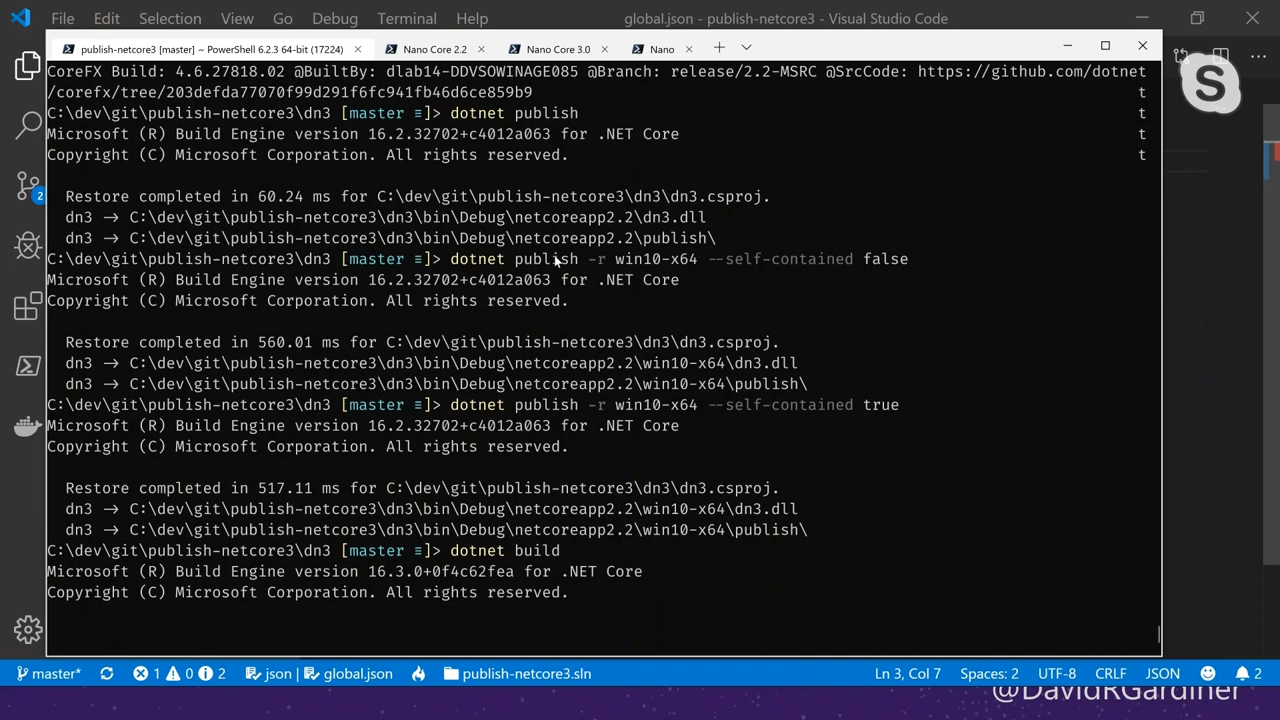 File Edit Selection View Go Debug Terminal Help global.json - publish-netcore3 - Visual Studio Code
publish-netcore3 [master] ~ PowerShell 6.2.3 64-bit (17224) Nano Core 2.2 Nano Core 3.0 Nano
CoreFX Build: 4.6.27818.02 @BuiltBy: dlab14-DDVSOWINAGE085 @Branch: release/2.2-MSRC @SrcCode: https://github.com/dotnet
/corefx/tree/203defda77070f99d291f6fc941fb46d6ce859b9 t
C:\dev\git\publish-netcore3\dn3 [master ≡]> dotnet publish t
Microsoft (R) Build Engine version 16.2.32702+c4012a063 for .NET Core t
Copyright (C) Microsoft Corporation. All rights reserved. t
Restore completed in 60.24 ms for C:\dev\git\publish-netcore3\dn3\dn3.csproj.
dn3 → C:\dev\git\publish-netcore3\dn3\bin\Debug\netcoreapp2.2\dn3.dll
dn3 → C:\dev\git\publish-netcore3\dn3\bin\Debug\netcoreapp2.2\publish\
C:\dev\git\publish-netcore3\dn3 [master ≡]> dotnet publish -r win10-x64 --self-contained false
Microsoft (R) Build Engine version 16.2.32702+c4012a063 for .NET Core
Copyright (C) Microsoft Corporation. All rights reserved.
Restore completed in 560.01 ms for C:\dev\git\publish-netcore3\dn3\dn3.csproj.
dn3 → C:\dev\git\publish-netcore3\dn3\bin\Debug\netcoreapp2.2\win10-x64\dn3.dll
dn3 → C:\dev\git\publish-netcore3\dn3\bin\Debug\netcoreapp2.2\win10-x64\publish\
C:\dev\git\publish-netcore3\dn3 [master ≡]> dotnet publish -r win10-x64 --self-contained true
Microsoft (R) Build Engine version 16.2.32702+c4012a063 for .NET Core
Copyright (C) Microsoft Corporation. All rights reserved.
Restore completed in 517.11 ms for C:\dev\git\publish-netcore3\dn3\dn3.csproj.
dn3 → C:\dev\git\publish-netcore3\dn3\bin\Debug\netcoreapp2.2\win10-x64\dn3.dll
dn3 → C:\dev\git\publish-netcore3\dn3\bin\Debug\netcoreapp2.2\win10-x64\publish\
C:\dev\git\publish-netcore3\dn3 [master ≡]> dotnet build
Microsoft (R) Build Engine version 16.3.0+0f4c62fea for .NET Core
Copyright (C) Microsoft Corporation. All rights reserved.
2
master* 1 0 2 json | global.json publish-netcore3.sln Ln 3, Col 7 Spaces: 2 UTF-8 CRLF JSON 2
@DavidRGardiner